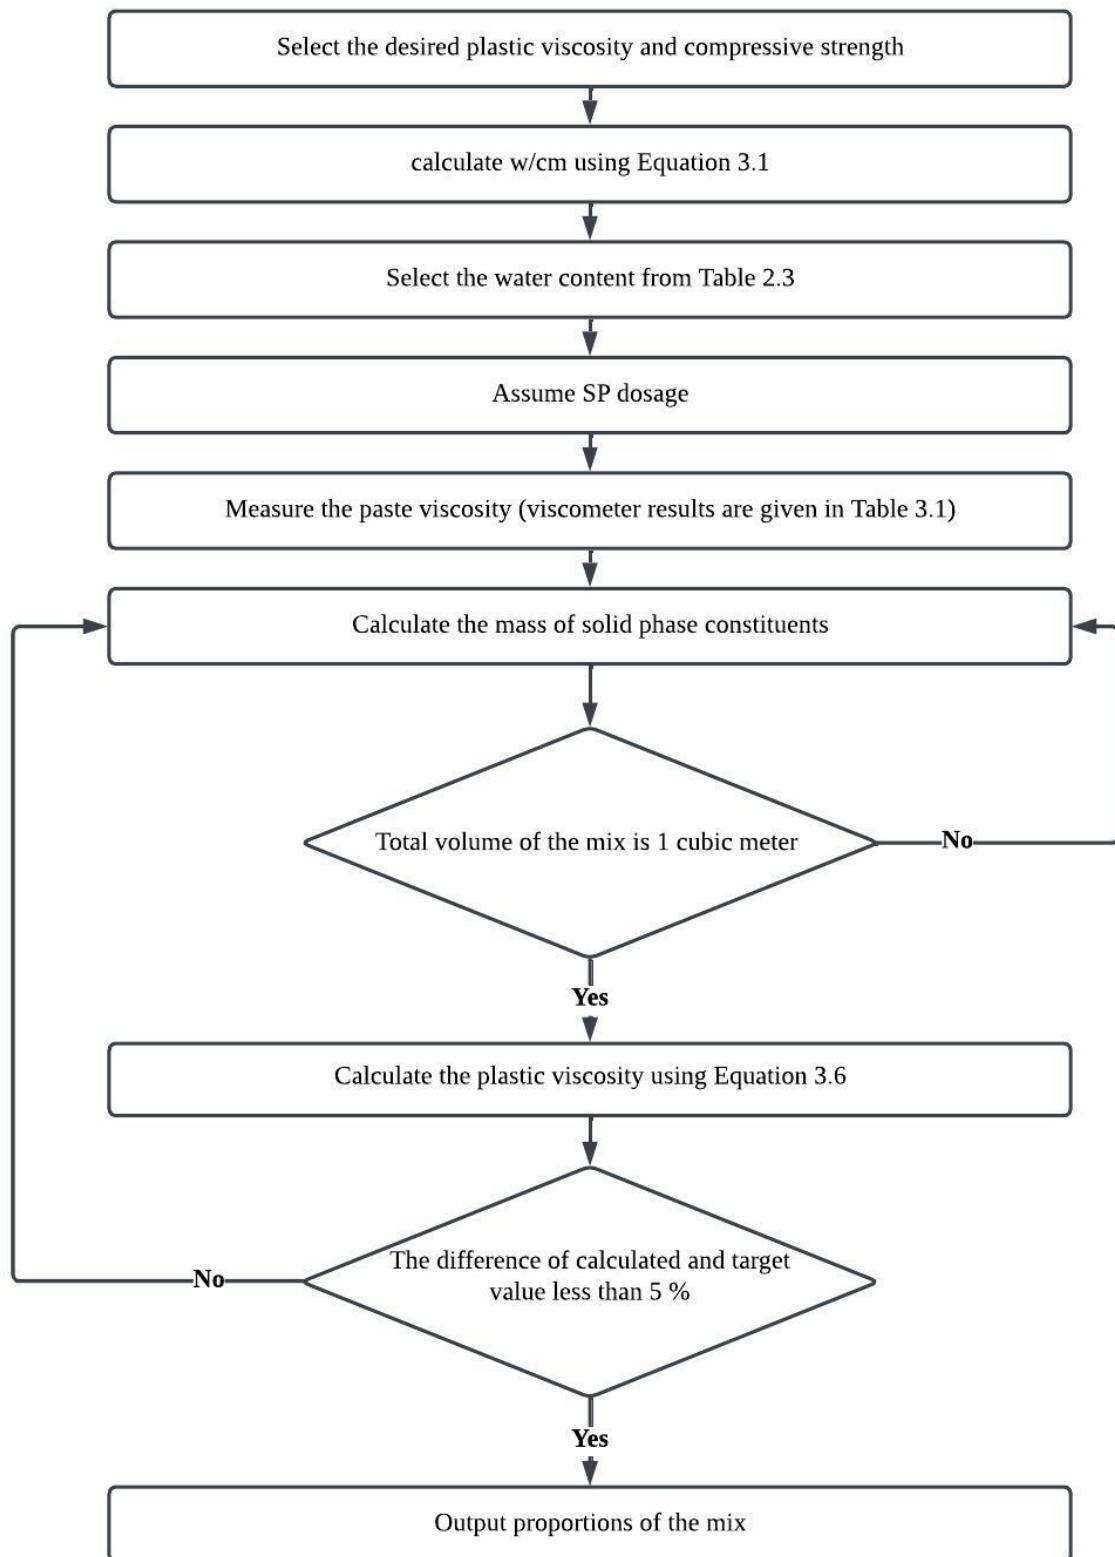 Select the desired plastic viscosity and compressive strength
calculate w/cm using Equation 3.1
Select the water content from Table 2.3
Assume SP dosage
Measure the paste viscosity (viscometer results are given in Table 3.1)
Calculate the mass of solid phase constituents
Total volume of the mix is 1 cubic meter
No
Yes
Calculate the plastic viscosity using Equation 3.6
The difference of calculated and target
value less than 5 %
No
Yes
Output proportions of the mix